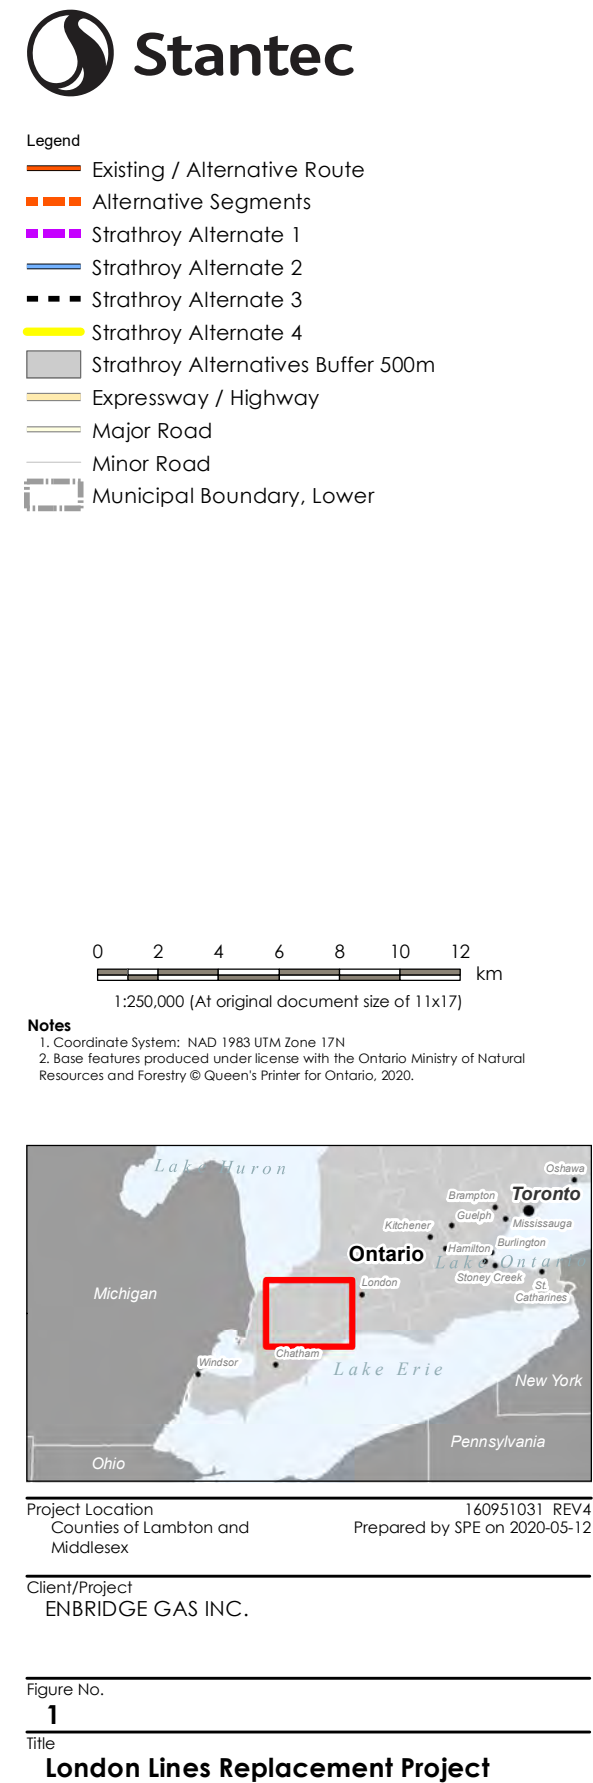 Stantec
Legend
Existing / Alternative Route
Alternative Segments
Strathroy Alternate 1
Strathroy Alternate 2
Strathroy Alternate 3
Strathroy Alternate 4
Strathroy Alternatives Buffer 500m
Expressway / Highway
Major Road
Minor Road
Municipal Boundary, Lower
0 2 4 6 8 10 12
km
1:250,000 (At original document size of 11x17)
Notes
1. Coordinate System: NAD 1983 UTM Zone 17N
2. Base features produced under license with the Ontario Ministry of Natural
Resources and Forestry © Queen's Printer for Ontario, 2020.
Lake Huron
Oshawa
Brampton
Toronto
Guelph
Mississauga
Kitchener
Ontario
Hamilton
Burlington
Lake Ontario
Stoney Creek
St.
Catharines
London
Michigan
Chatham
Windsor
Lake Erie
New York
Pennsylvania
Ohio
Project Location
160951031 REV4
Counties of Lambton and
Prepared by SPE on 2020-05-12
Middlesex
Client/Project
ENBRIDGE GAS INC.
Figure No.
1
Title
London Lines Replacement Project